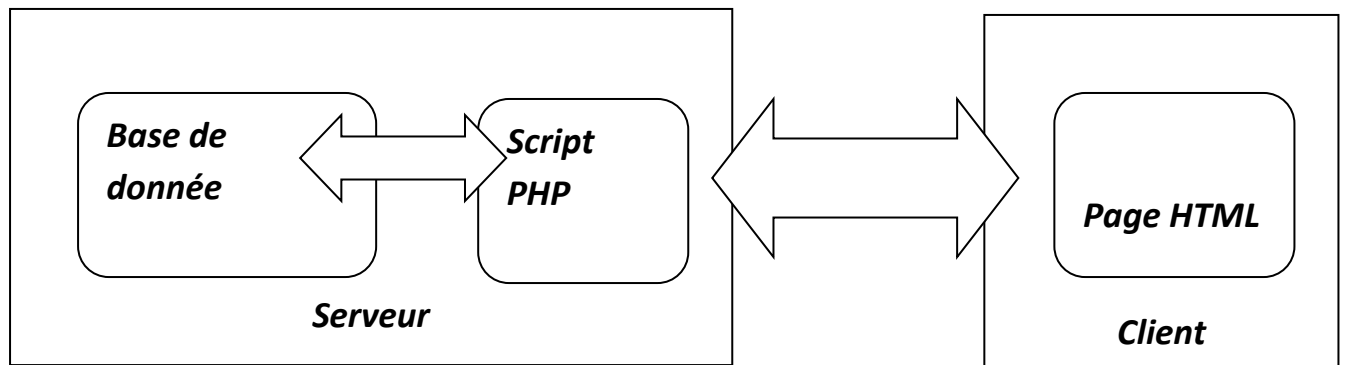 Base de
donnée
Script
PHP
Serveur
Page HTML
Client